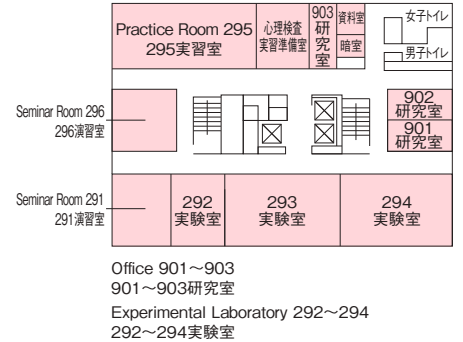 Practice Room 295
295実習室
心理検査
実習準備室
903
研
究
室
資料室
暗室
女子トイレ
男子トイレ
Seminar Room 296
296演習室
902
研究室
901
研究室
Seminar Room 291
291演習室
292
実験室
293
実験室
294
実験室
Office 901〜903
901〜903研究室
Experimental Laboratory 292〜294
292〜294実験室